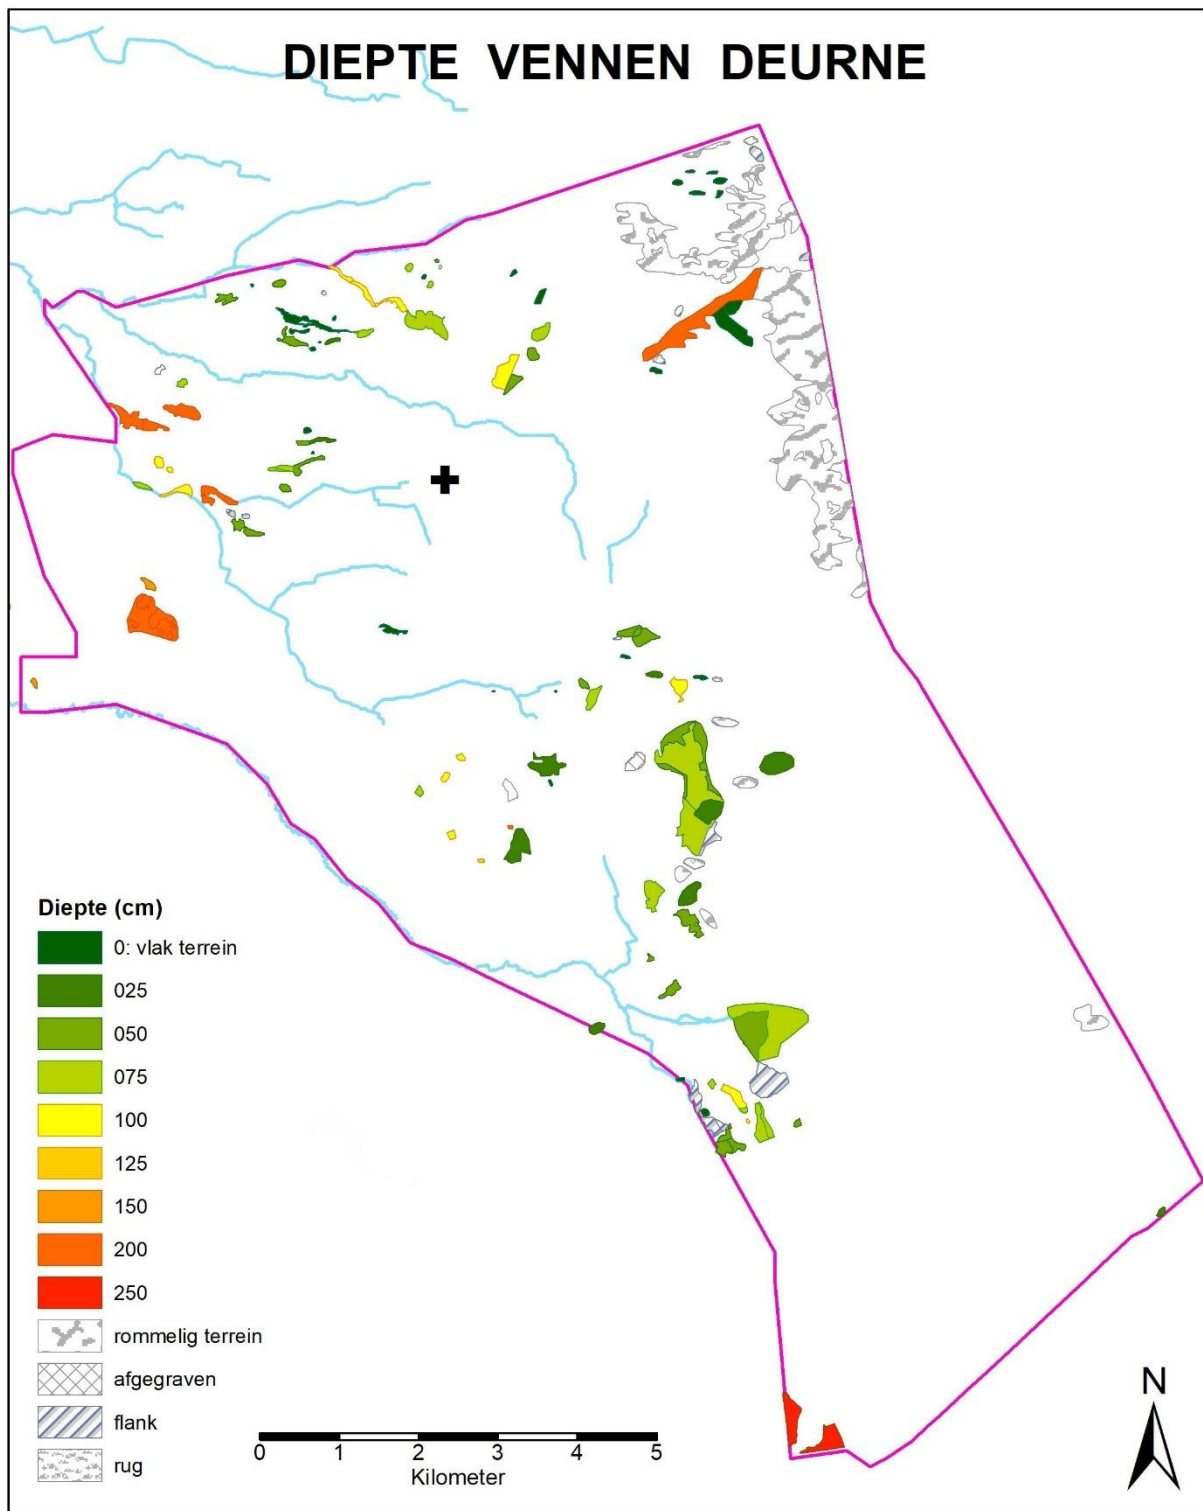 DIEPTE VENNEN DEURNE
Diepte (cm)
0: vlak terrein
025
050
075
100
125
150
200
250
rommelig terrein
afgegraven
flank
rug
0 1 2 3 4 5
Kilometer
N